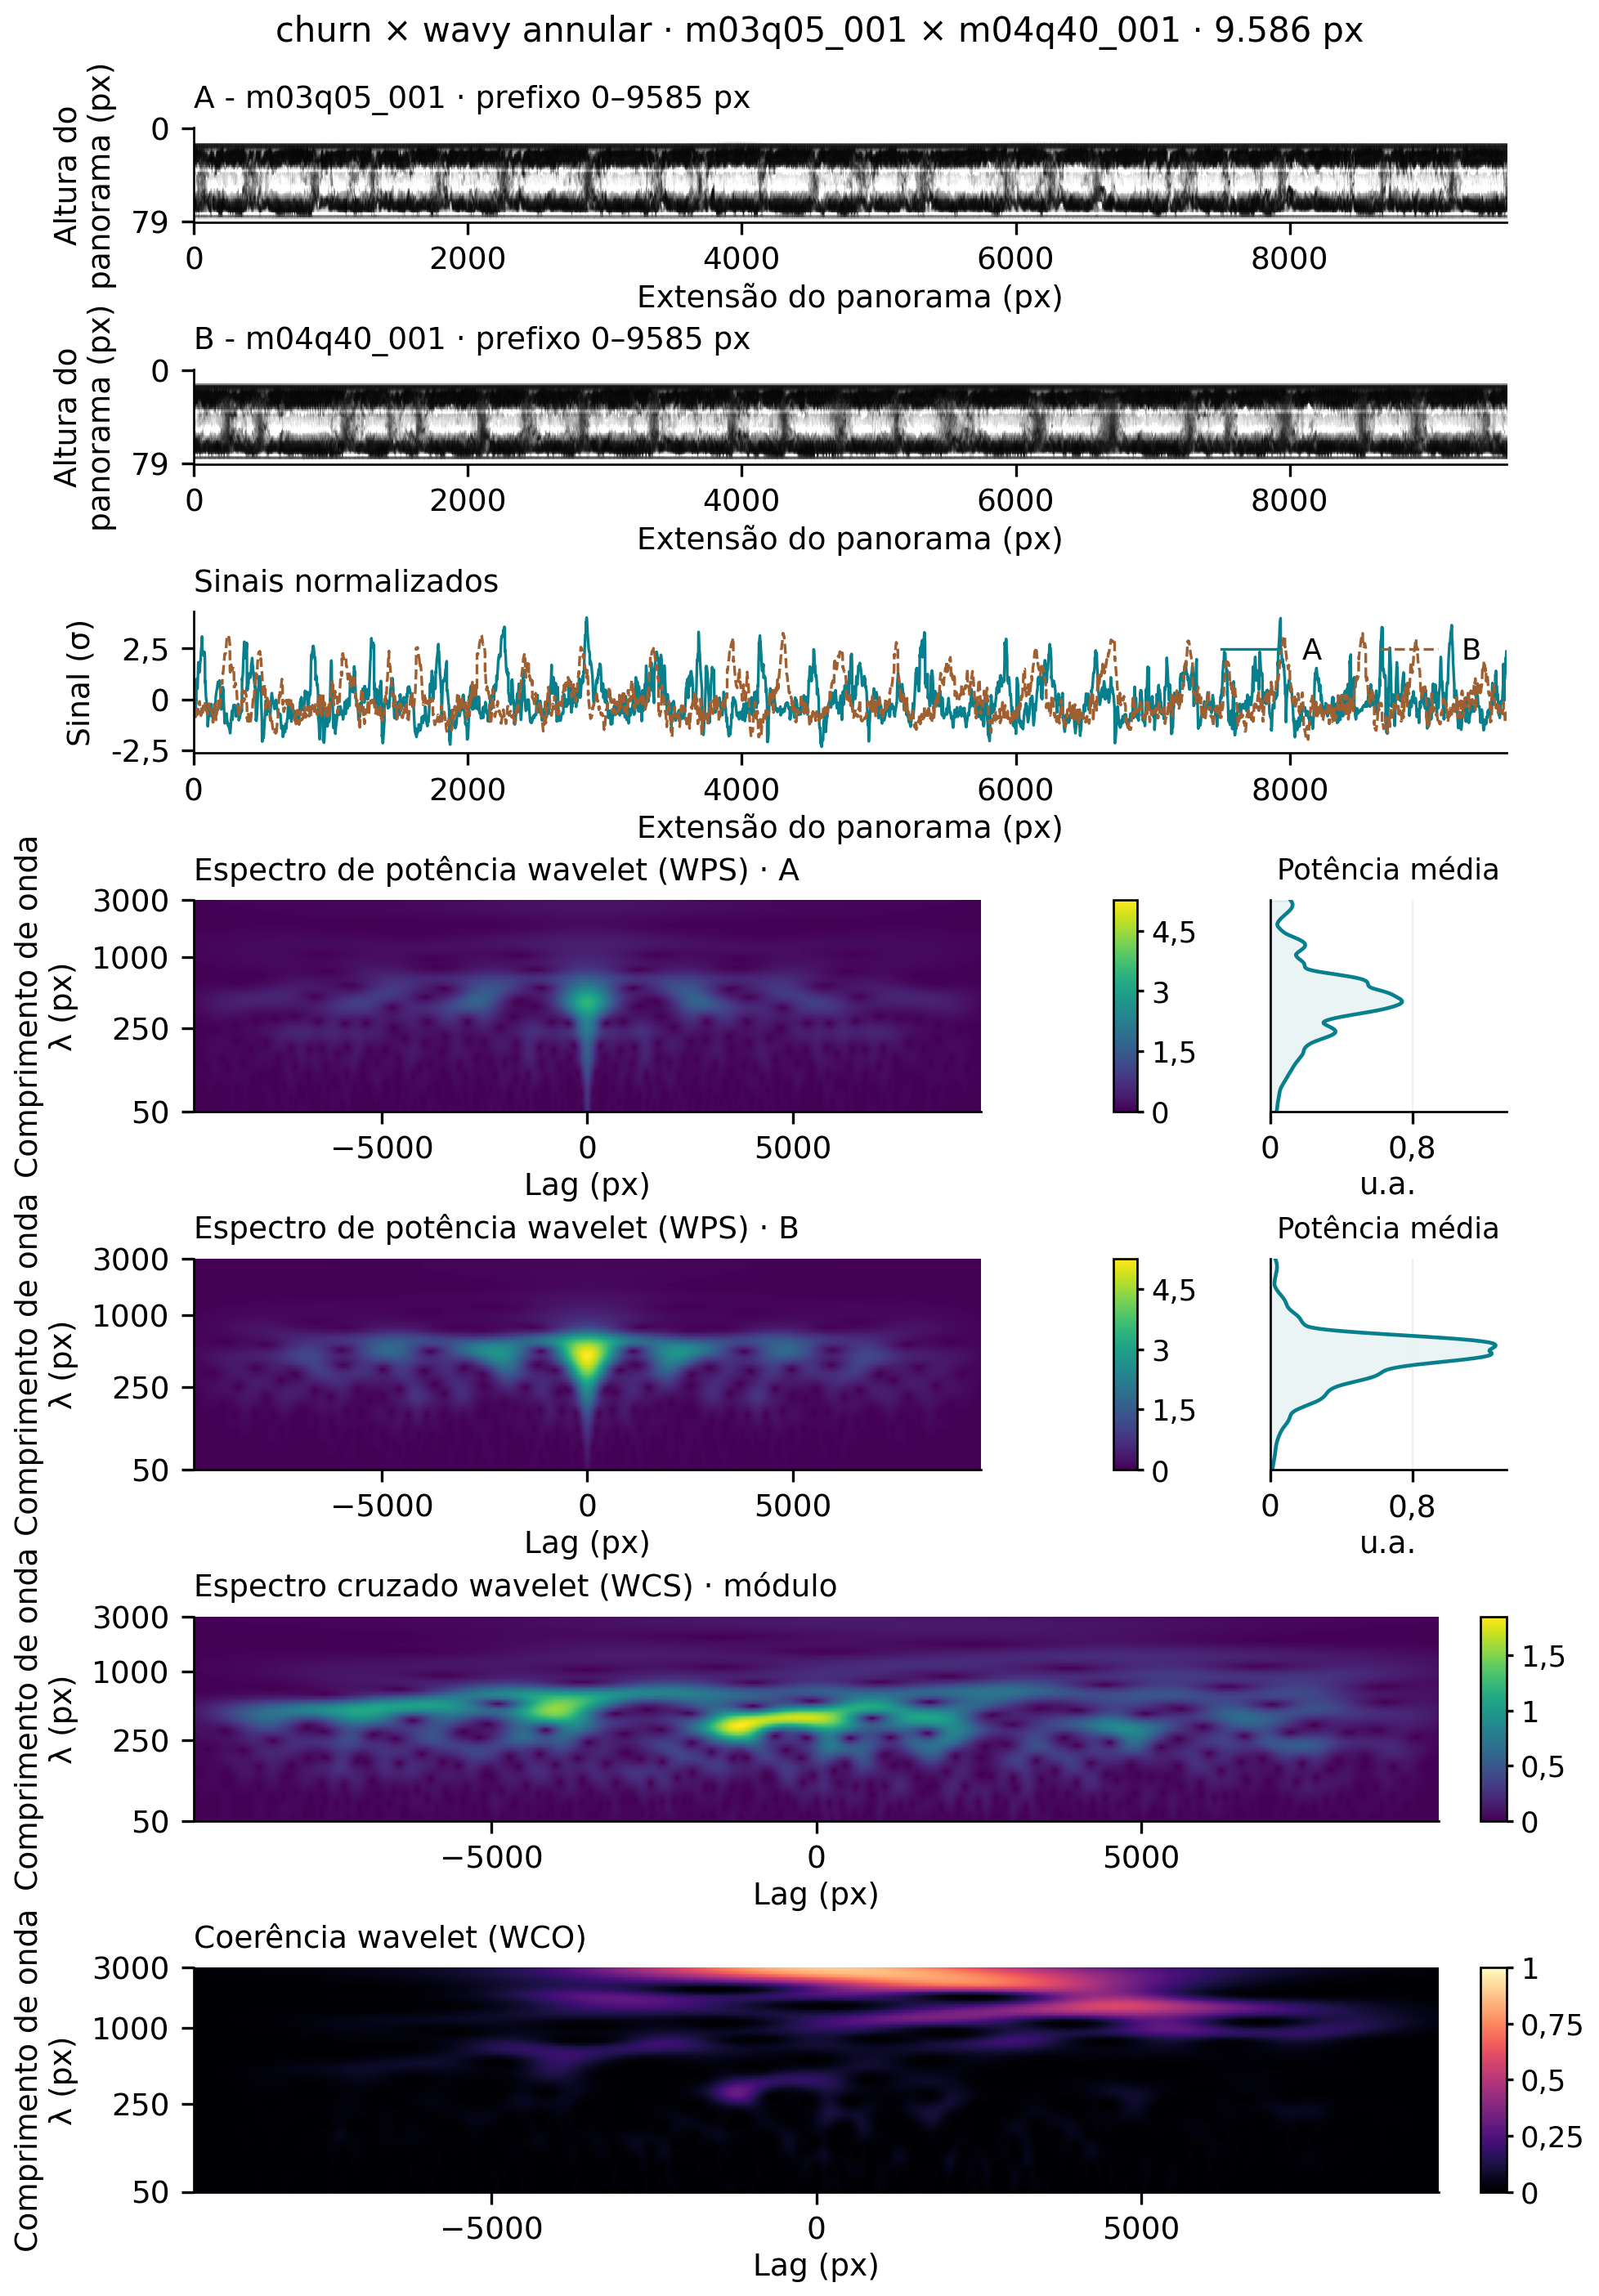 churn × wavy annular · m03q05_001 × m04q40_001 · 9.586 px
A - m03q05_001 · prefixo 0–9585 px
Altura do
panorama (px)
0
79
0 2000 4000 6000 8000
Extensão do panorama (px)
B - m04q40_001 · prefixo 0–9585 px
Altura do
panorama (px)
0
79
0 2000 4000 6000 8000
Extensão do panorama (px)
Sinais normalizados
Sinal (σ)
2,5
0
-2,5
A B
0 2000 4000 6000 8000
Extensão do panorama (px)
Espectro de potência wavelet (WPS) · A
Comprimento de onda
λ (px)
3000
1000
250
50
−5000 0 5000
Lag (px)
4,5
3
1,5
0
Potência média
0 0,8
u.a.
Espectro de potência wavelet (WPS) · B
Comprimento de onda
λ (px)
3000
1000
250
50
−5000 0 5000
Lag (px)
4,5
3
1,5
0
Potência média
0 0,8
u.a.
Espectro cruzado wavelet (WCS) · módulo
Comprimento de onda
λ (px)
3000
1000
250
50
−5000 0 5000
Lag (px)
1,5
1
0,5
0
Coerência wavelet (WCO)
Comprimento de onda
λ (px)
3000
1000
250
50
−5000 0 5000
Lag (px)
1
0,75
0,5
0,25
0